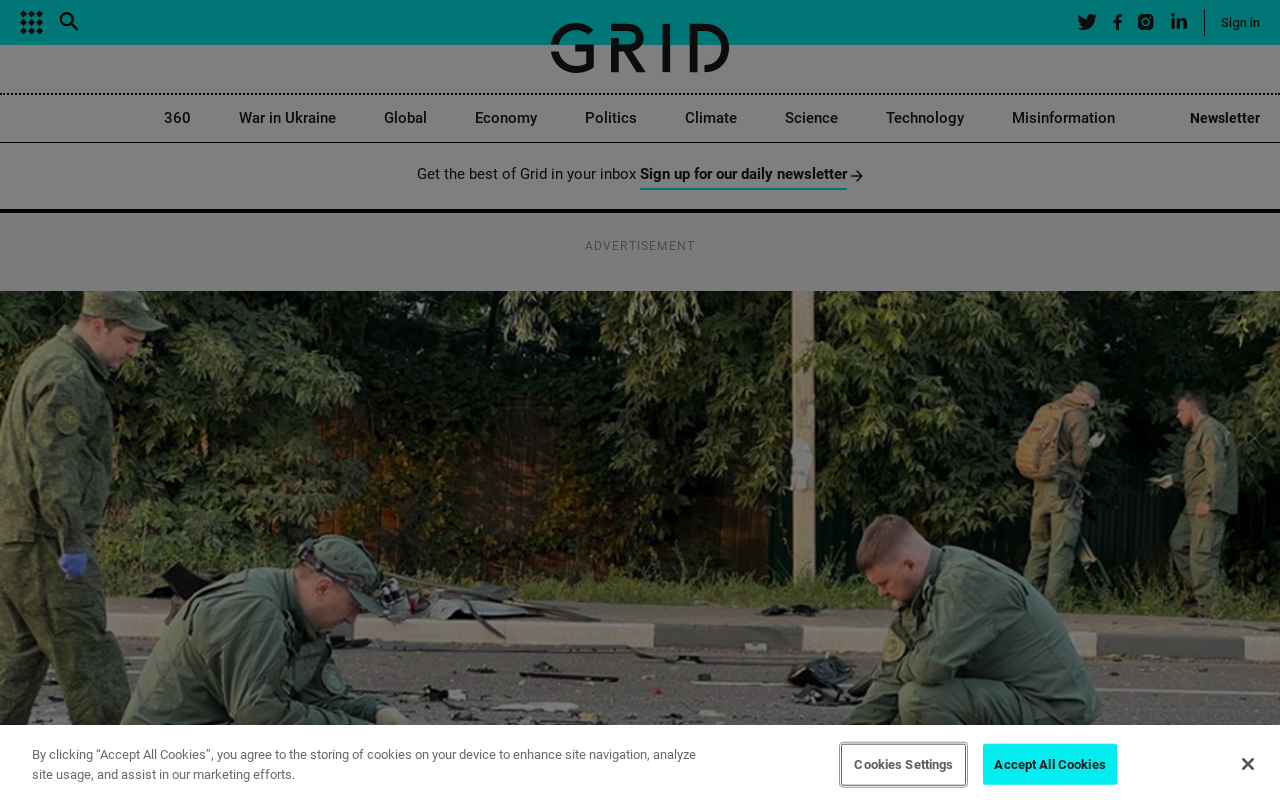 Sign in
GRID
360
War in Ukraine
Global
Economy
Politics
Climate
Science
Technology
Misinformation
Newsletter
Get the best of Grid in your inbox Sign up for our daily newsletter
ADVERTISEMENT
By clicking “Accept All Cookies”, you agree to the storing of cookies on your device to enhance site navigation, analyze
site usage, and assist in our marketing efforts.
Cookies Settings
Accept All Cookies